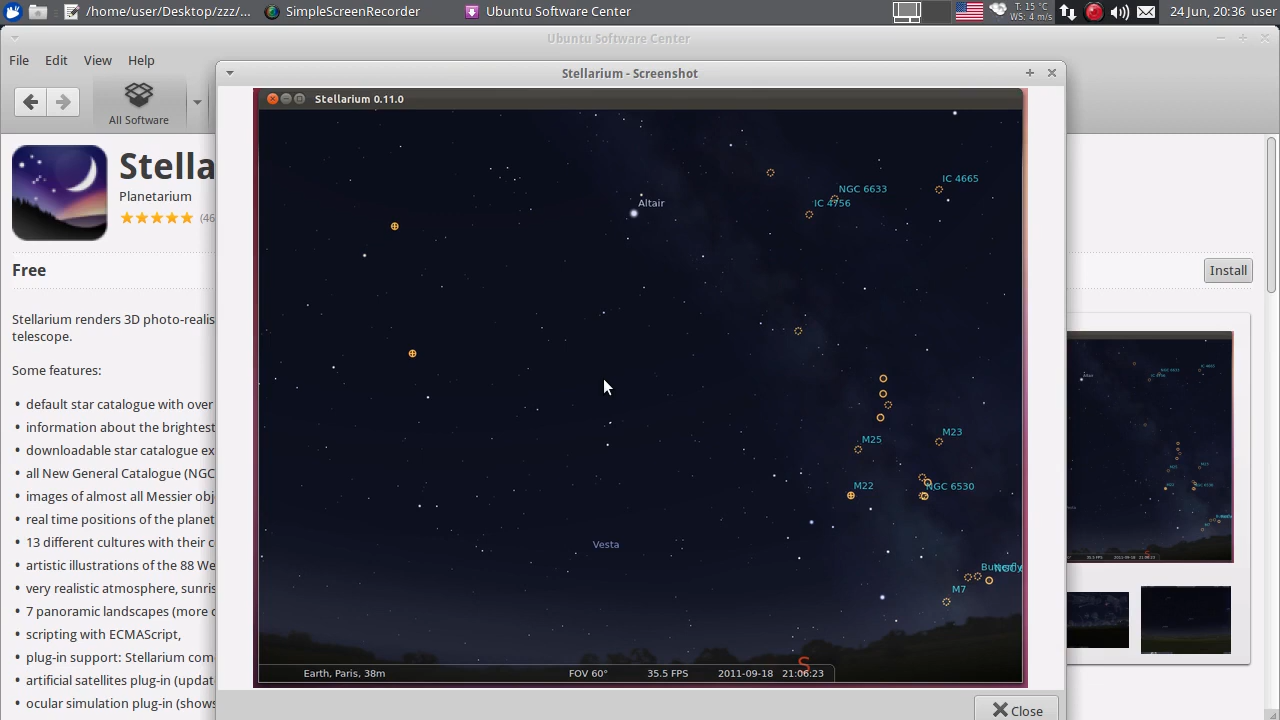 /home/user/Desktop/zzz/...
SimpleScreenRecorder
Ubuntu Software Center
T: 15 °C
WS: 4 m/s
24 Jun, 20:36 user
Ubuntu Software Center
File Edit View Help
All Software
Stellarium - Screenshot
Stellarium 0.11.0
Altair
NGC 6633
IC 4665
IC 4756
M25
M23
M22
NGC 6530
Vesta
Butterfly
M7
S
Earth, Paris, 38m FOV 60° 35.5 FPS 2011-09-18 21:06:23
Close
Stella
Planetarium
(46
Free
Install
Stellarium renders 3D photo-realis
telescope.
Some features:
• default star catalogue with over
• information about the brightest
• downloadable star catalogue ex
• all New General Catalogue (NGC
• images of almost all Messier obj
• real time positions of the planet
• 13 different cultures with their c
• artistic illustrations of the 88 We
• very realistic atmosphere, sunris
• 7 panoramic landscapes (more c
• scripting with ECMAScript,
• plug-in support: Stellarium com
• artificial satellites plug-in (updat
• ocular simulation plug-in (shows